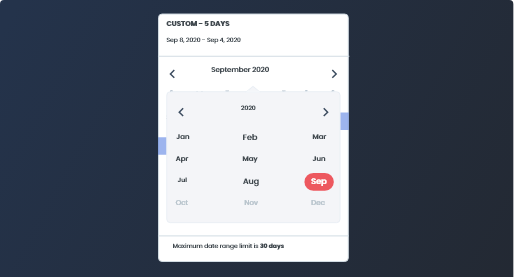 CUSTOM - 5 DAYS
Sep 8, 2020 - Sep 4, 2020
September 2020
2020
Jan Feb Mar
Apr May Jun
Jul Aug Sep
Oct Nov Dec
Maximum date range limit is 30 days